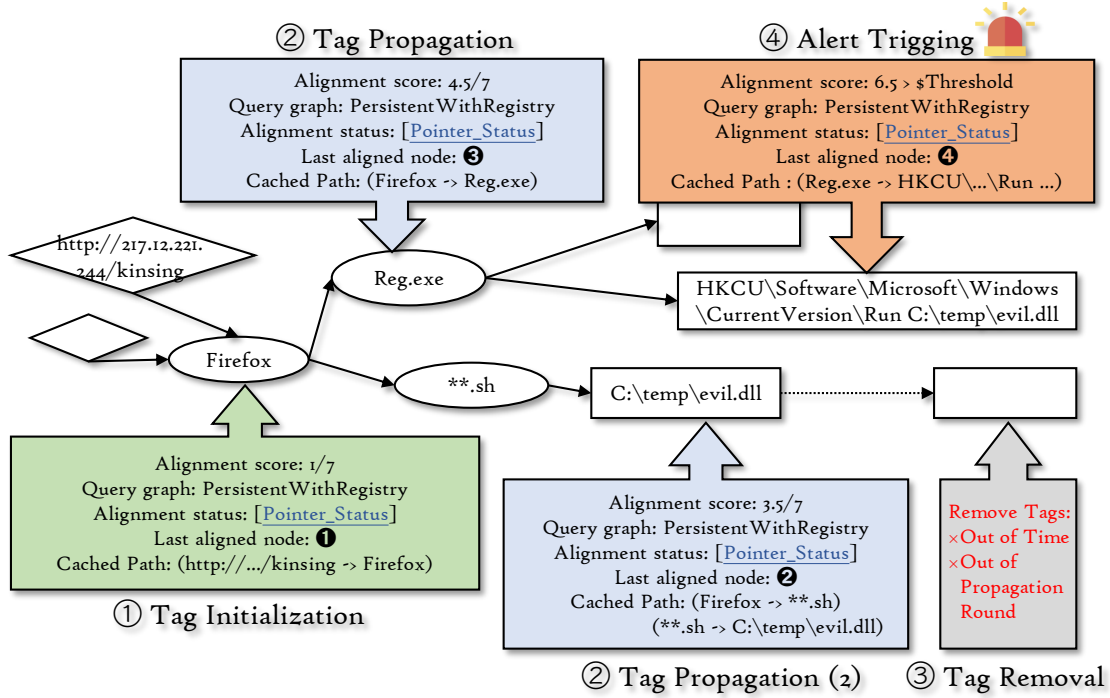 ② Tag Propagation
Alignment score: 4.5/7
Query graph: PersistentWithRegistry
Alignment status: [Pointer_Status]
Last aligned node: ❸
Cached Path: (Firefox -> Reg.exe)
④ Alert Trigging
Alignment score: 6.5 > $Threshold
Query graph: PersistentWithRegistry
Alignment status: [Pointer_Status]
Last aligned node: ❹
Cached Path : (Reg.exe -> HKCU\...\Run ...)
http://217.12.221.
244/kinsing
Reg.exe
HKCU\Software\Microsoft\Windows
\CurrentVersion\Run C:\temp\evil.dll
Firefox
**.sh
C:\temp\evil.dll
Alignment score: 1/7
Query graph: PersistentWithRegistry
Alignment status: [Pointer_Status]
Last aligned node: ❶
Cached Path: (http://.../kinsing -> Firefox)
① Tag Initialization
Alignment score: 3.5/7
Query graph: PersistentWithRegistry
Alignment status: [Pointer_Status]
Last aligned node: ❷
Cached Path: (Firefox -> **.sh)
(**.sh -> C:\temp\evil.dll)
② Tag Propagation (2)
Remove Tags:
×Out of Time
×Out of
Propagation
Round
③ Tag Removal